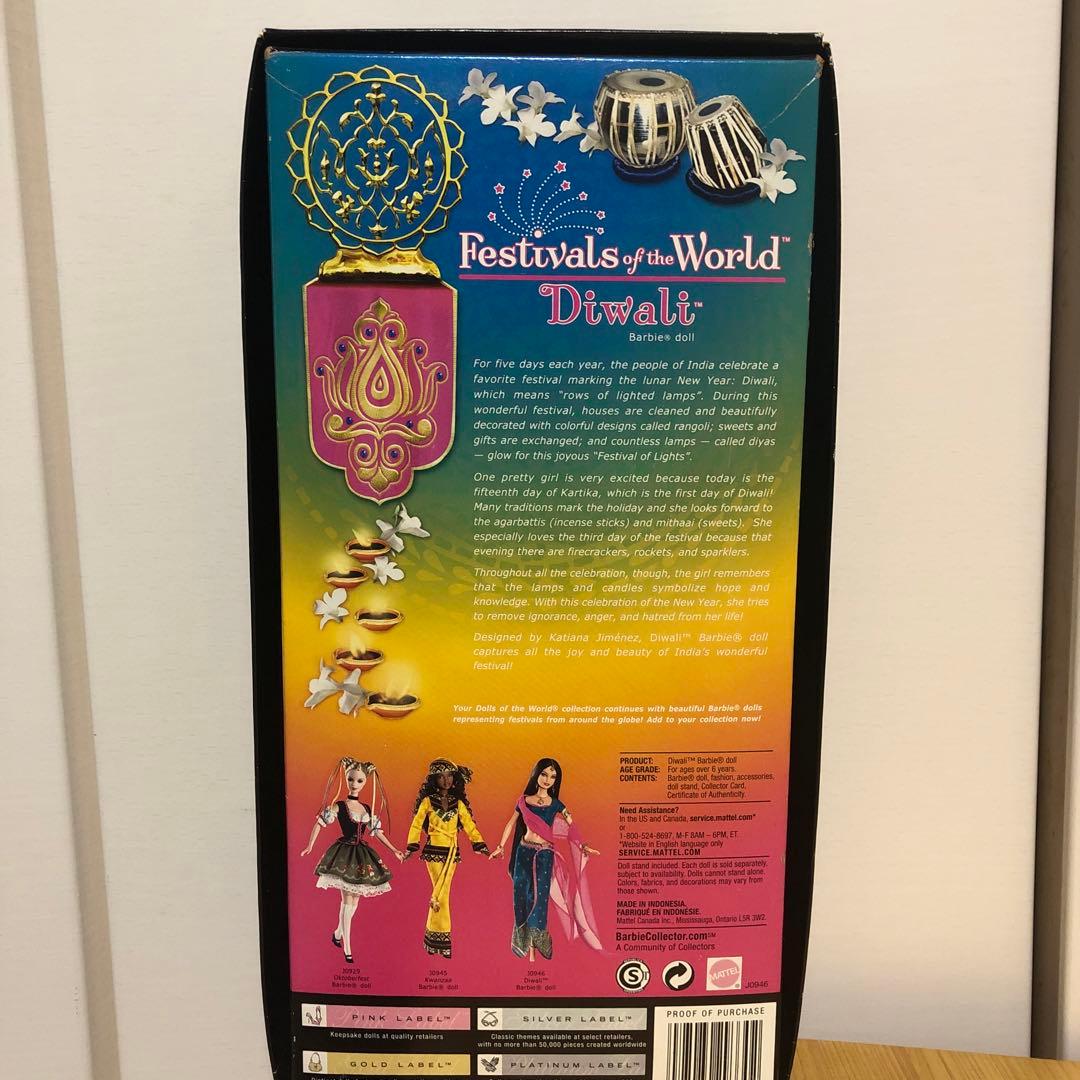 Festivals of the World™
Diwali™
Barbie® doll
For five days each year, the people of India celebrate a
favorite festival marking the lunar New Year: Diwali,
which means “rows of lighted lamps”. During this
wonderful festival, houses are cleaned and beautifully
decorated with colorful designs called rangoli; sweets and
gifts are exchanged; and countless lamps — called diyas
— glow for this joyous “Festival of Lights”.
One pretty girl is very excited because today is the
fifteenth day of Kartika, which is the first day of Diwali!
Many traditions mark the holiday and she looks forward to
the agarbattis (incense sticks) and mithaai (sweets). She
especially loves the third day of the festival because that
evening there are firecrackers, rockets, and sparklers.
Throughout all the celebration, though, the girl remembers
that the lamps and candles symbolize hope and
knowledge. With this celebration of the New Year, she tries
to remove ignorance, anger, and hatred from her life!
Designed by Katiana Jiménez, Diwali™ Barbie® doll
captures all the joy and beauty of India's wonderful
festival!
Your Dolls of the World® collection continues with beautiful Barbie® dolls
representing festivals from around the globe! Add to your collection now!
PRODUCT: Diwali™ Barbie® doll
AGE GRADE: For ages over 6 years.
CONTENTS: Barbie® doll, fashion, accessories,
doll stand, Collector Card,
Certificate of Authenticity.
Need Assistance?
In the US and Canada, service.mattel.com*
or
1-800-524-8697, M-F 8AM – 6PM, ET.
*Website in English language only
SERVICE.MATTEL.COM
Doll stand included. Each doll is sold separately,
subject to availability. Dolls cannot stand alone.
Colors, fabrics, and decorations may vary from
those shown.
MADE IN INDONESIA.
FABRIQUÉ EN INDONÉSIE.
Mattel Canada Inc., Mississauga, Ontario L5R 3W2.
BarbieCollector.com℠
A Community of Collectors
J0929
Oktoberfest
Barbie® doll
J0945
Kwanzaa
Barbie® doll
J0946
Diwali™
Barbie® doll
S
MATTEL
J0946
PINK LABEL™
Keepsake dolls at quality retailers
SILVER LABEL™
Classic themes available at select retailers,
with no more than 50,000 pieces created worldwide
GOLD LABEL™
PLATINUM LABEL™
PROOF OF PURCHASE